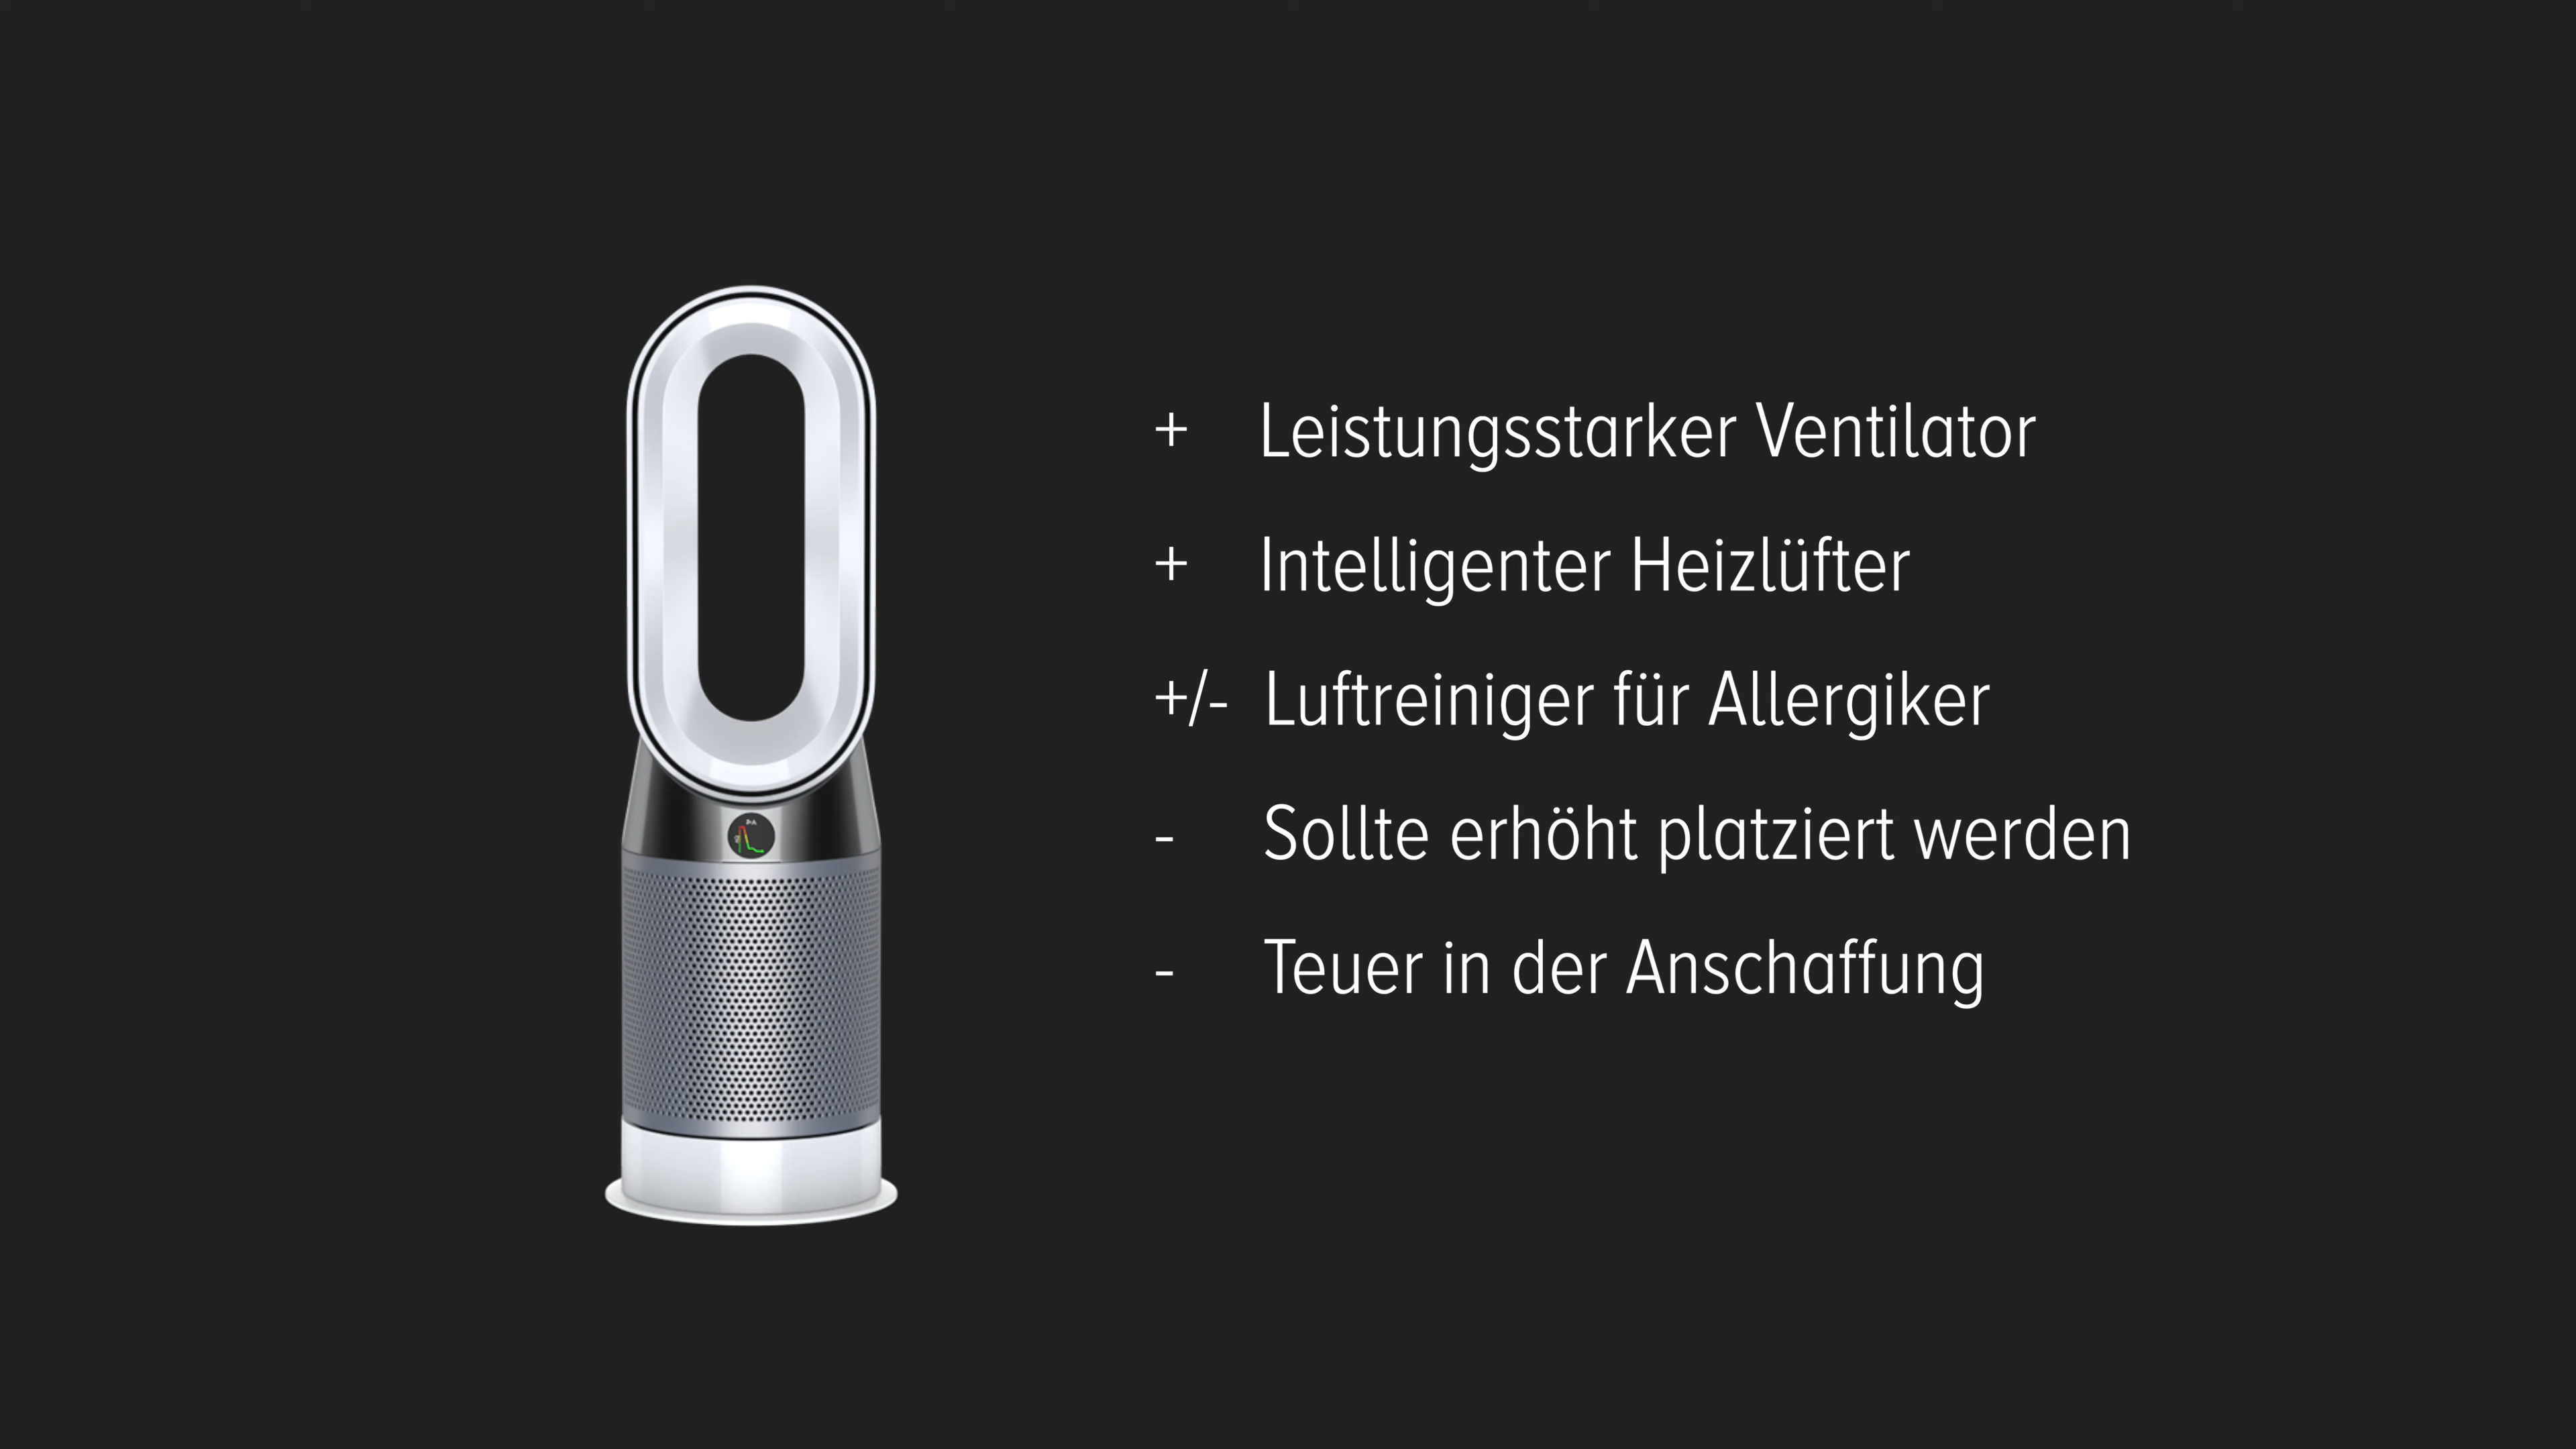 + Leistungsstarker Ventilator
+ Intelligenter Heizlüfter
+/- Luftreiniger für Allergiker
- Sollte erhöht platziert werden
- Teuer in der Anschaffung